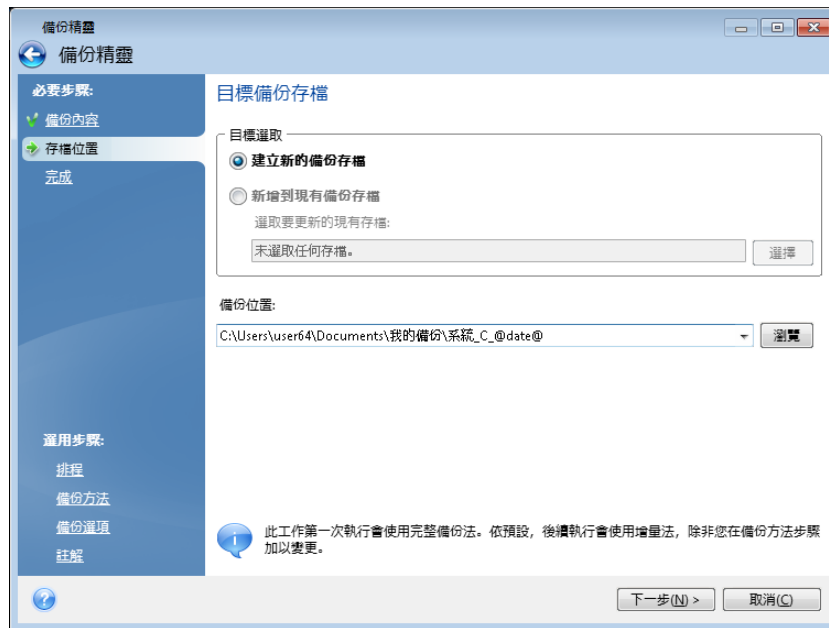 備份精靈
備份精靈
必要步驟:
備份內容
存檔位置
完成
目標備份存檔
目標選取
建立新的備份存檔
新增到現有備份存檔
選取要更新的現有存檔:
未選取任何存檔。
選擇
備份位置:
C:\Users\user64\Documents\我的備份\系統_C_@date@
瀏覽
選用步驟:
排程
備份方法
備份選項
註解
此工作第一次執行會使用完整備份法。依預設，後續執行會使用增量法，除非您在備份方法步驟
加以變更。
下一步(N) >
取消(C)